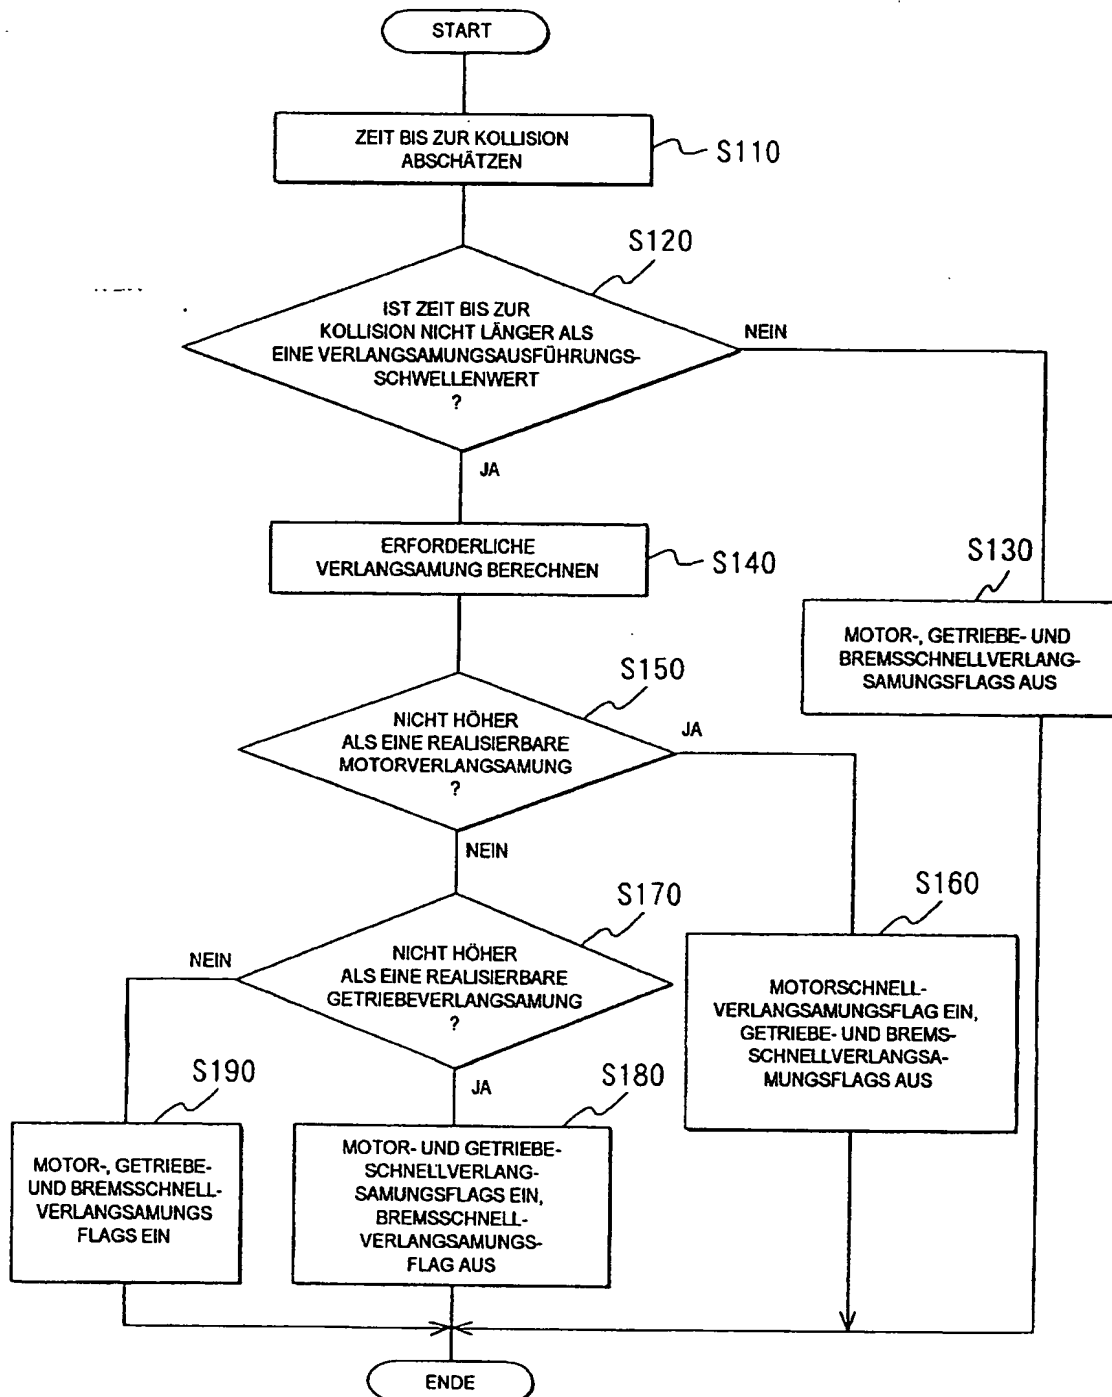 START
ZEIT BIS ZUR KOLLISION
ABSCHÄTZEN
S110
S120
IST ZEIT BIS ZUR
KOLLISION NICHT LÄNGER ALS
EINE VERLANGSAMUNGSAUSFÜHRUNGS-
SCHWELLENWERT
?
NEIN
JA
ERFORDERLICHE
VERLANGSAMUNG BERECHNEN
S140
S130
MOTOR-, GETRIEBE- UND
BREMSSCHNELLVERLANG-
SAMUNGSFLAGS AUS
S150
NICHT HÖHER
ALS EINE REALISIERBARE
MOTORVERLANGSAMUNG
?
JA
NEIN
S160
MOTORSCHNELL-
VERLANGSAMUNGSFLAG EIN,
GETRIEBE- UND BREMS-
SCHNELLVERLANGSA-
MUNGSFLAGS AUS
S170
NICHT HÖHER
ALS EINE REALISIERBARE
GETRIEBEVERLANGSAMUNG
?
NEIN
JA
S190
MOTOR-, GETRIEBE-
UND BREMSSCHNELL-
VERLANGSAMUNGS
FLAGS EIN
S180
MOTOR- UND GETRIEBE-
SCHNELLVERLANG-
SAMUNGSFLAGS EIN,
BREMSSCHNELL-
VERLANGSAMUNGS-
FLAG AUS
ENDE